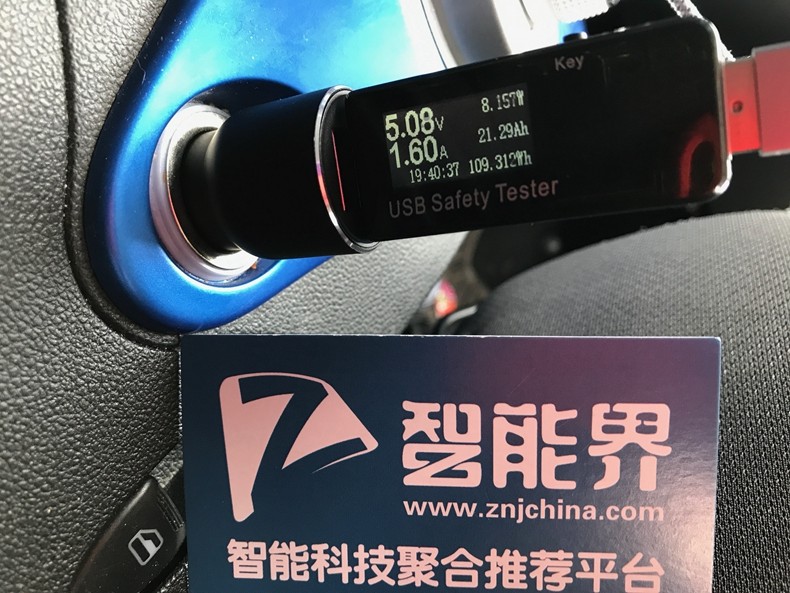 Key
5.08V 8.157W
1.60A 21.29Ah
19:40:37 109.312Wh
USB Safety Tester
智能界
www.znjchina.com
智能科技聚合推荐平台